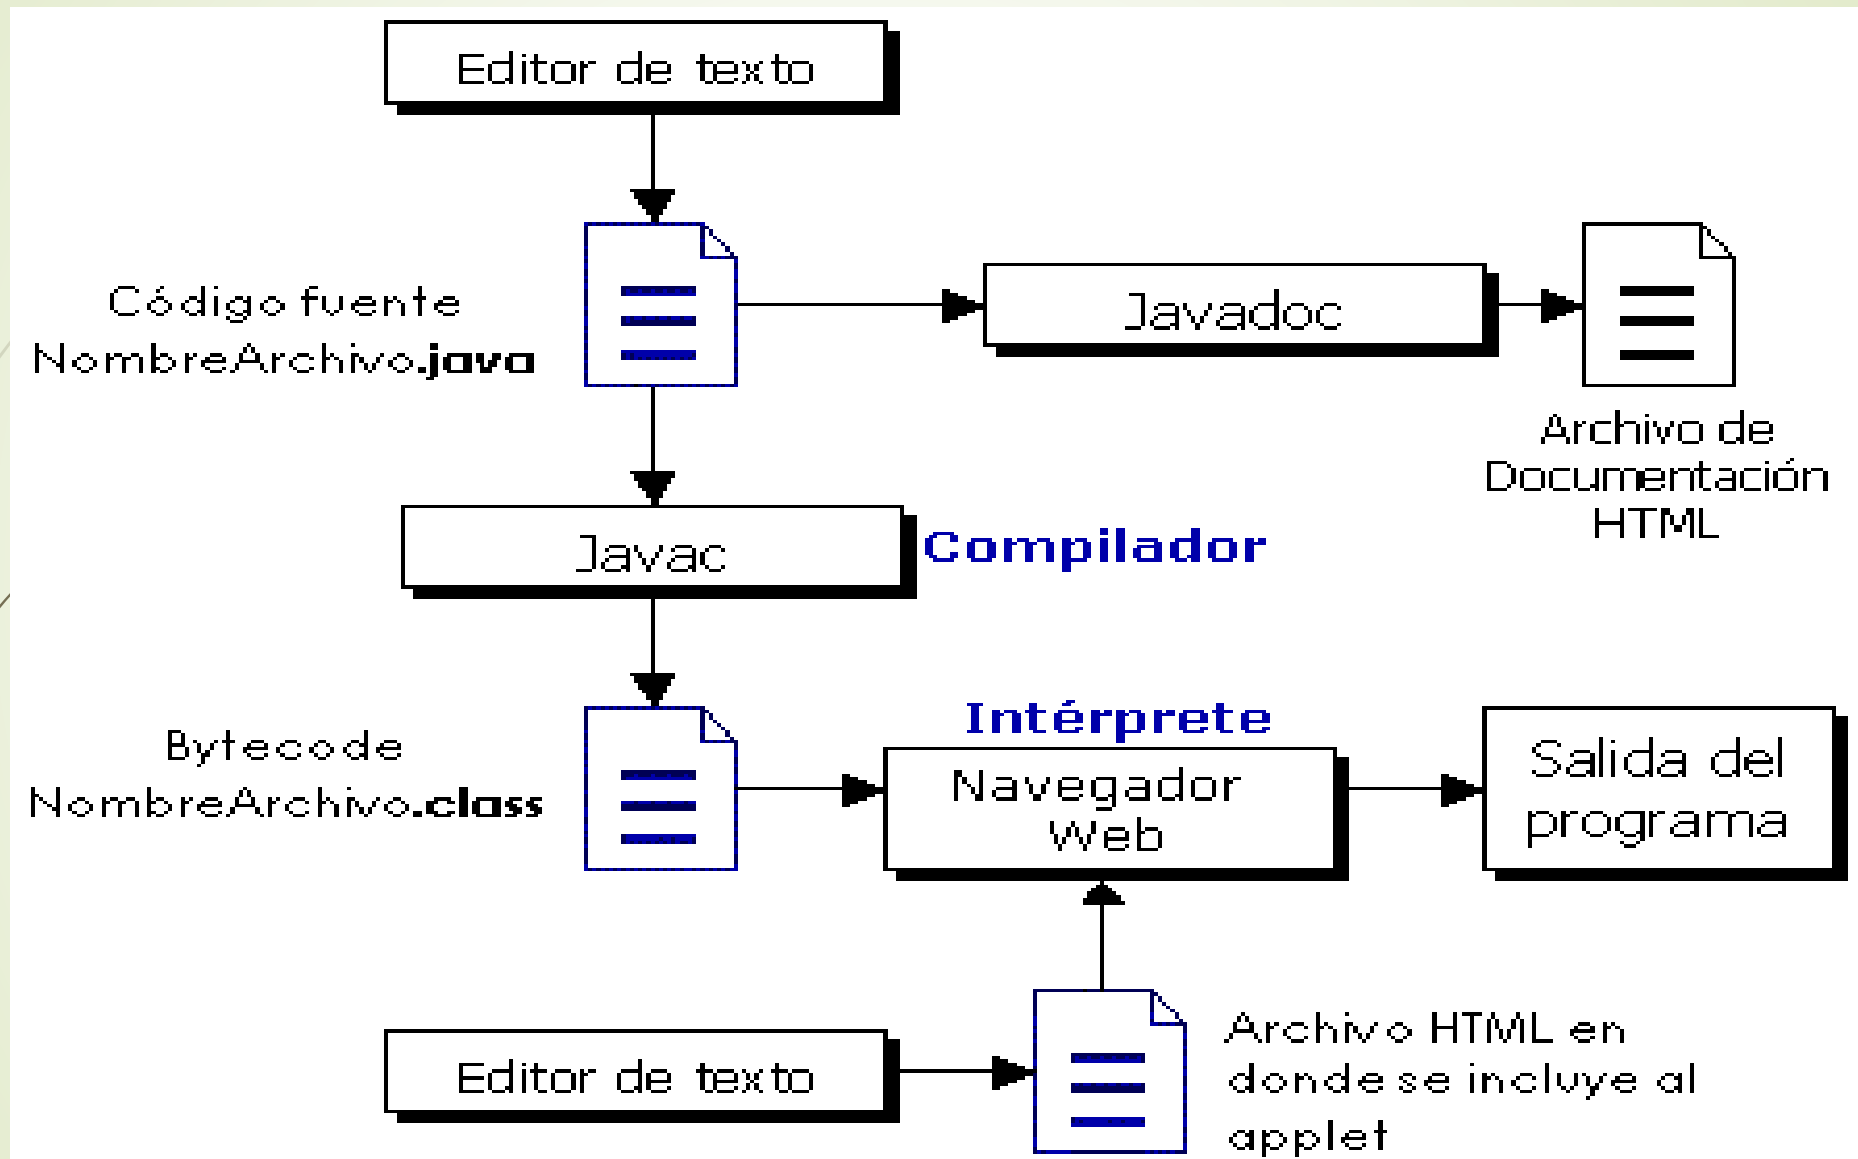 Editor de texto
Código fuente
NombreArchivo.java
Javadoc
Archivo de
Documentación
HTML
Javac
Compilador
Bytecode
NombreArchivo.class
Intérprete
Navegador
Web
Salida del
programa
Editor de texto
Archivo HTML en
donde se incluye al
applet